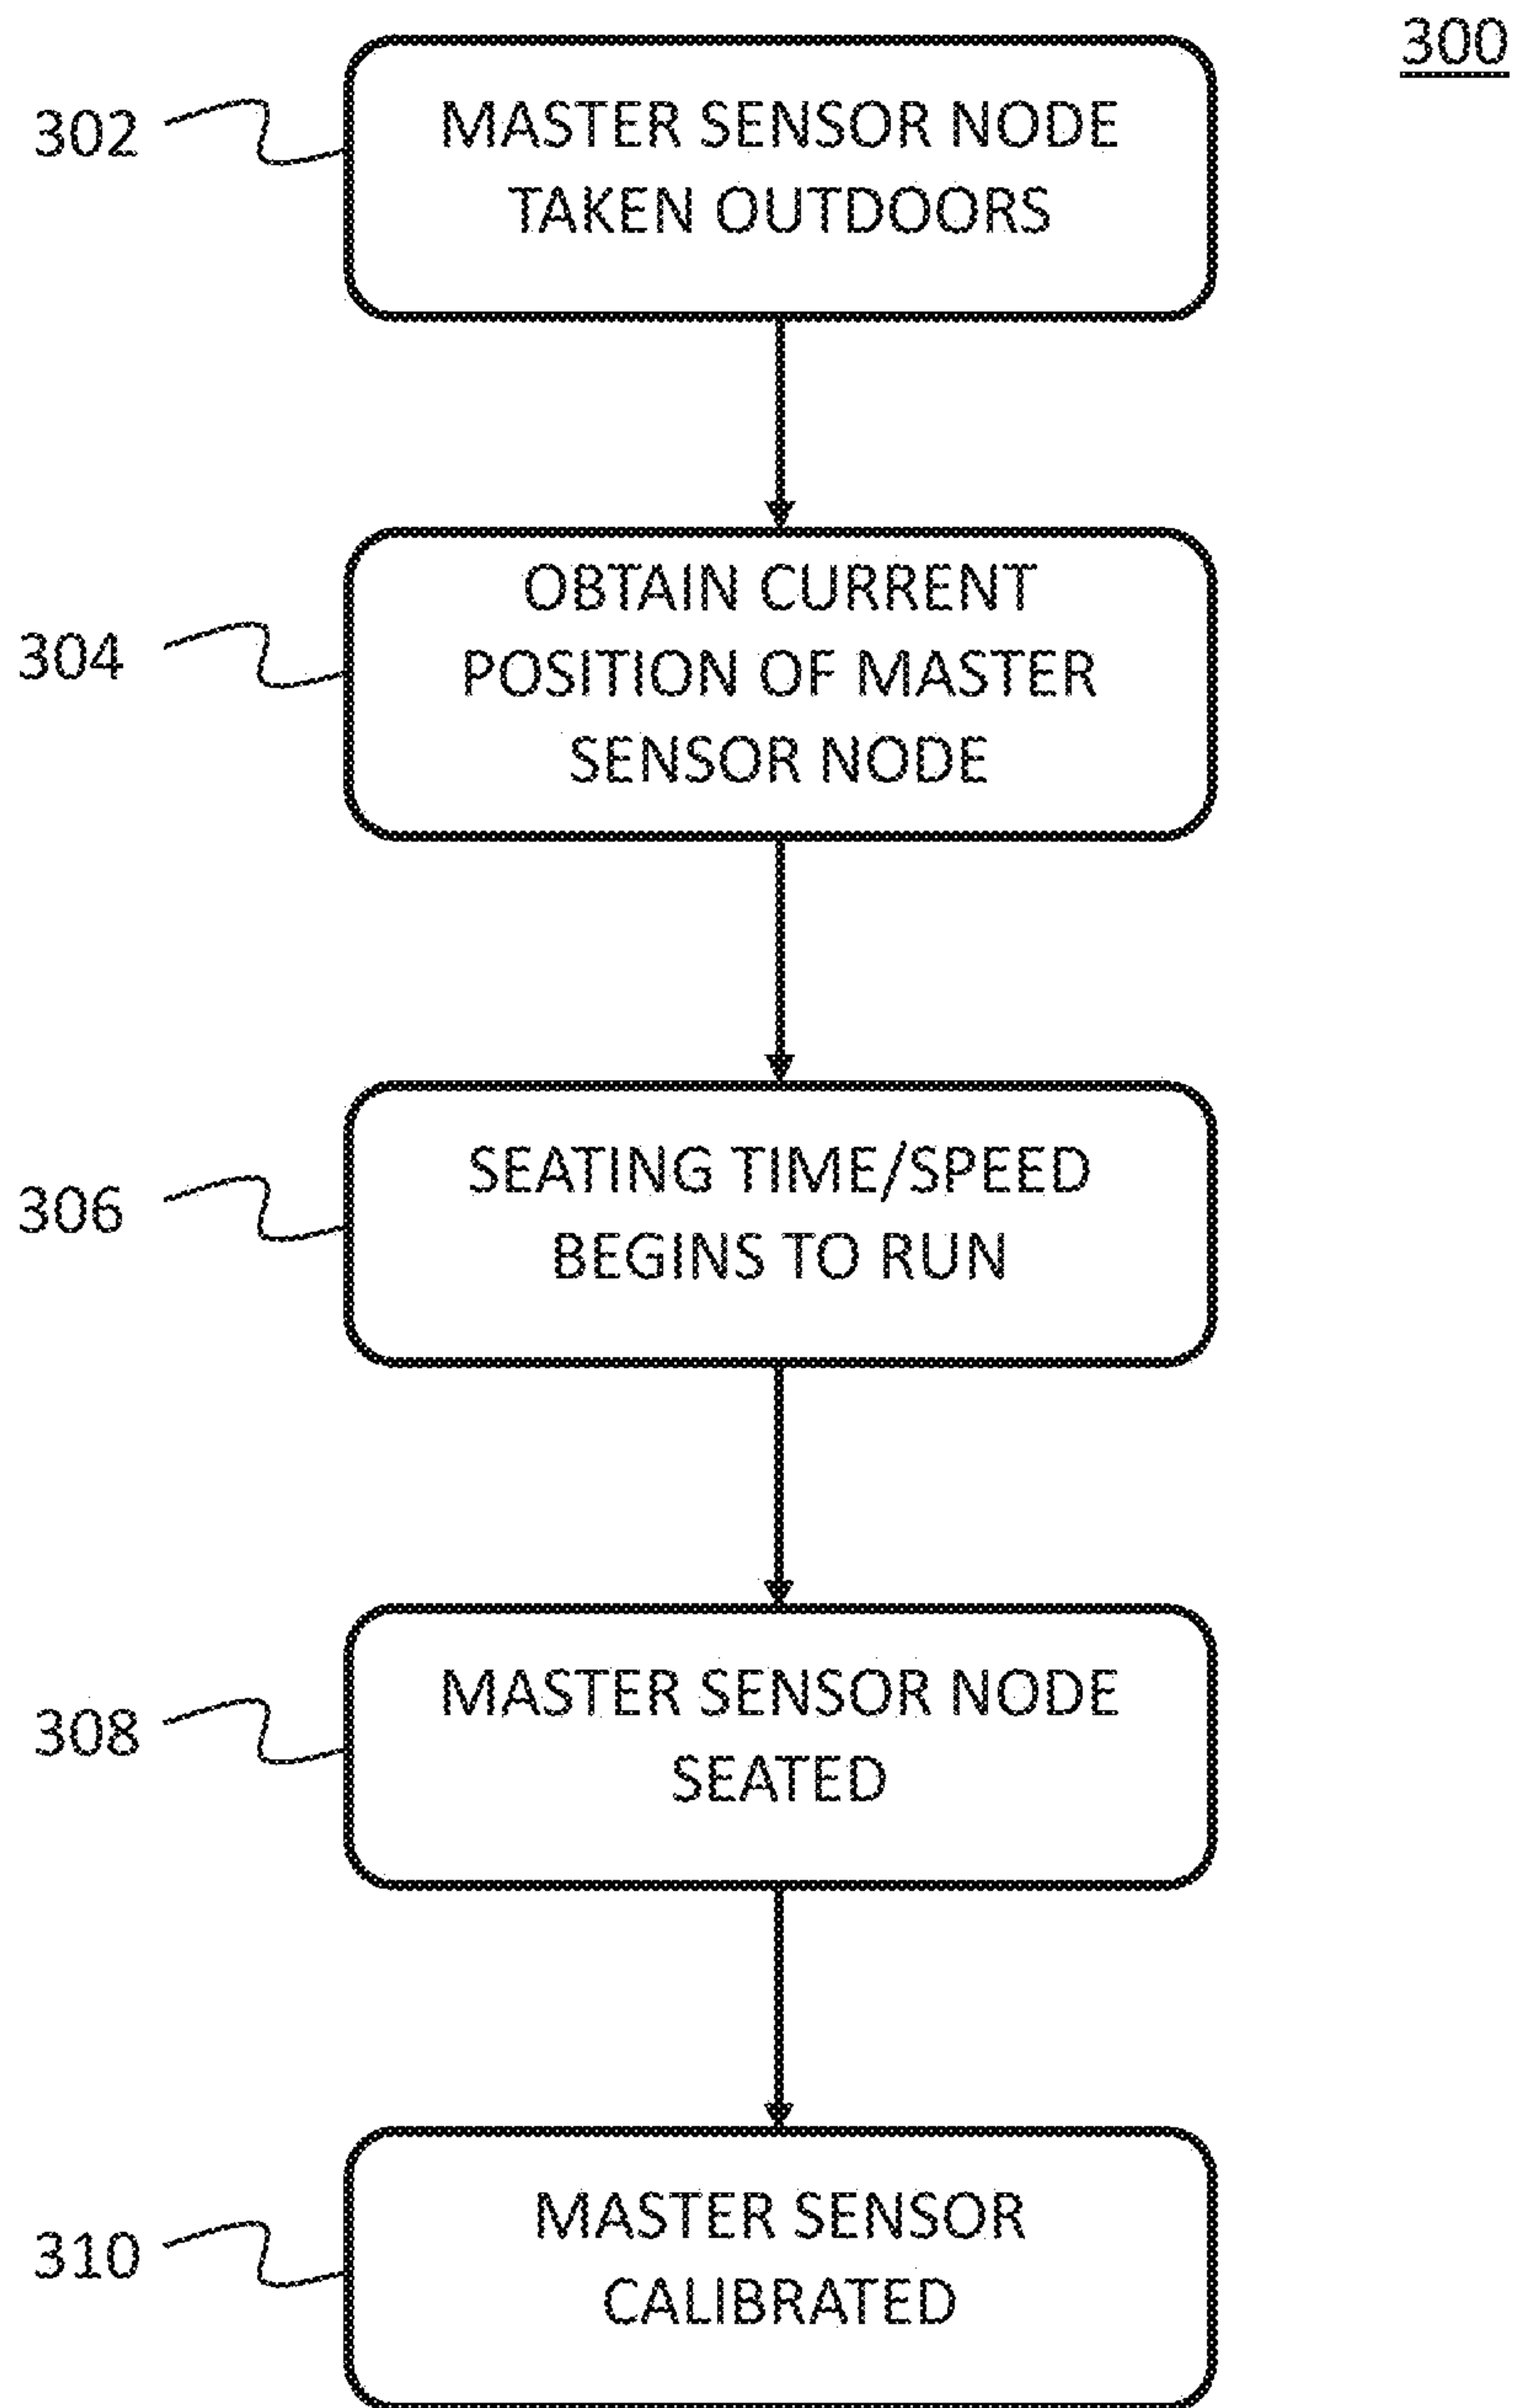 300
302
MASTER SENSOR NODE
TAKEN OUTDOORS
304
OBTAIN CURRENT
POSITION OF MASTER
SENSOR NODE
306
SEATING TIME/SPEED
BEGINS TO RUN
308
MASTER SENSOR NODE
SEATED
310
MASTER SENSOR
CALIBRATED